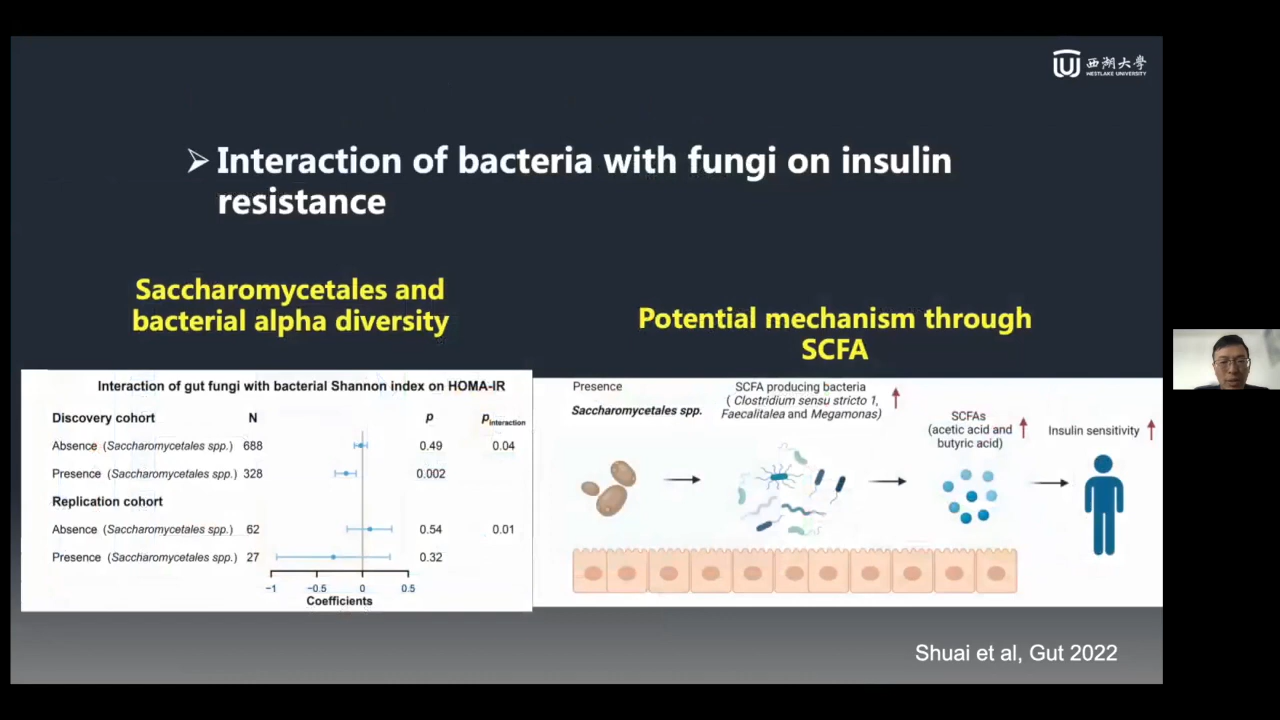 西湖大學
WESTLAKE UNIVERSITY
➢ Interaction of bacteria with fungi on insulin
resistance
Saccharomycetales and
bacterial alpha diversity
Interaction of gut fungi with bacterial Shannon index on HOMA-IR
Discovery cohort N p p interaction
Absence (Saccharomycetales spp.) 688 0.49 0.04
Presence (Saccharomycetales spp.) 328 0.002
Replication cohort
Absence (Saccharomycetales spp.) 62 0.54 0.01
Presence (Saccharomycetales spp.) 27 0.32
−1 −0.5 0 0.5
Coefficients
Potential mechanism through
SCFA
Presence
Saccharomycetales spp.
SCFA producing bacteria
( Clostridium sensu stricto 1,
Faecalitalea and Megamonas)
SCFAs
(acetic acid and
butyric acid)
Insulin sensitivity
Shuai et al, Gut 2022